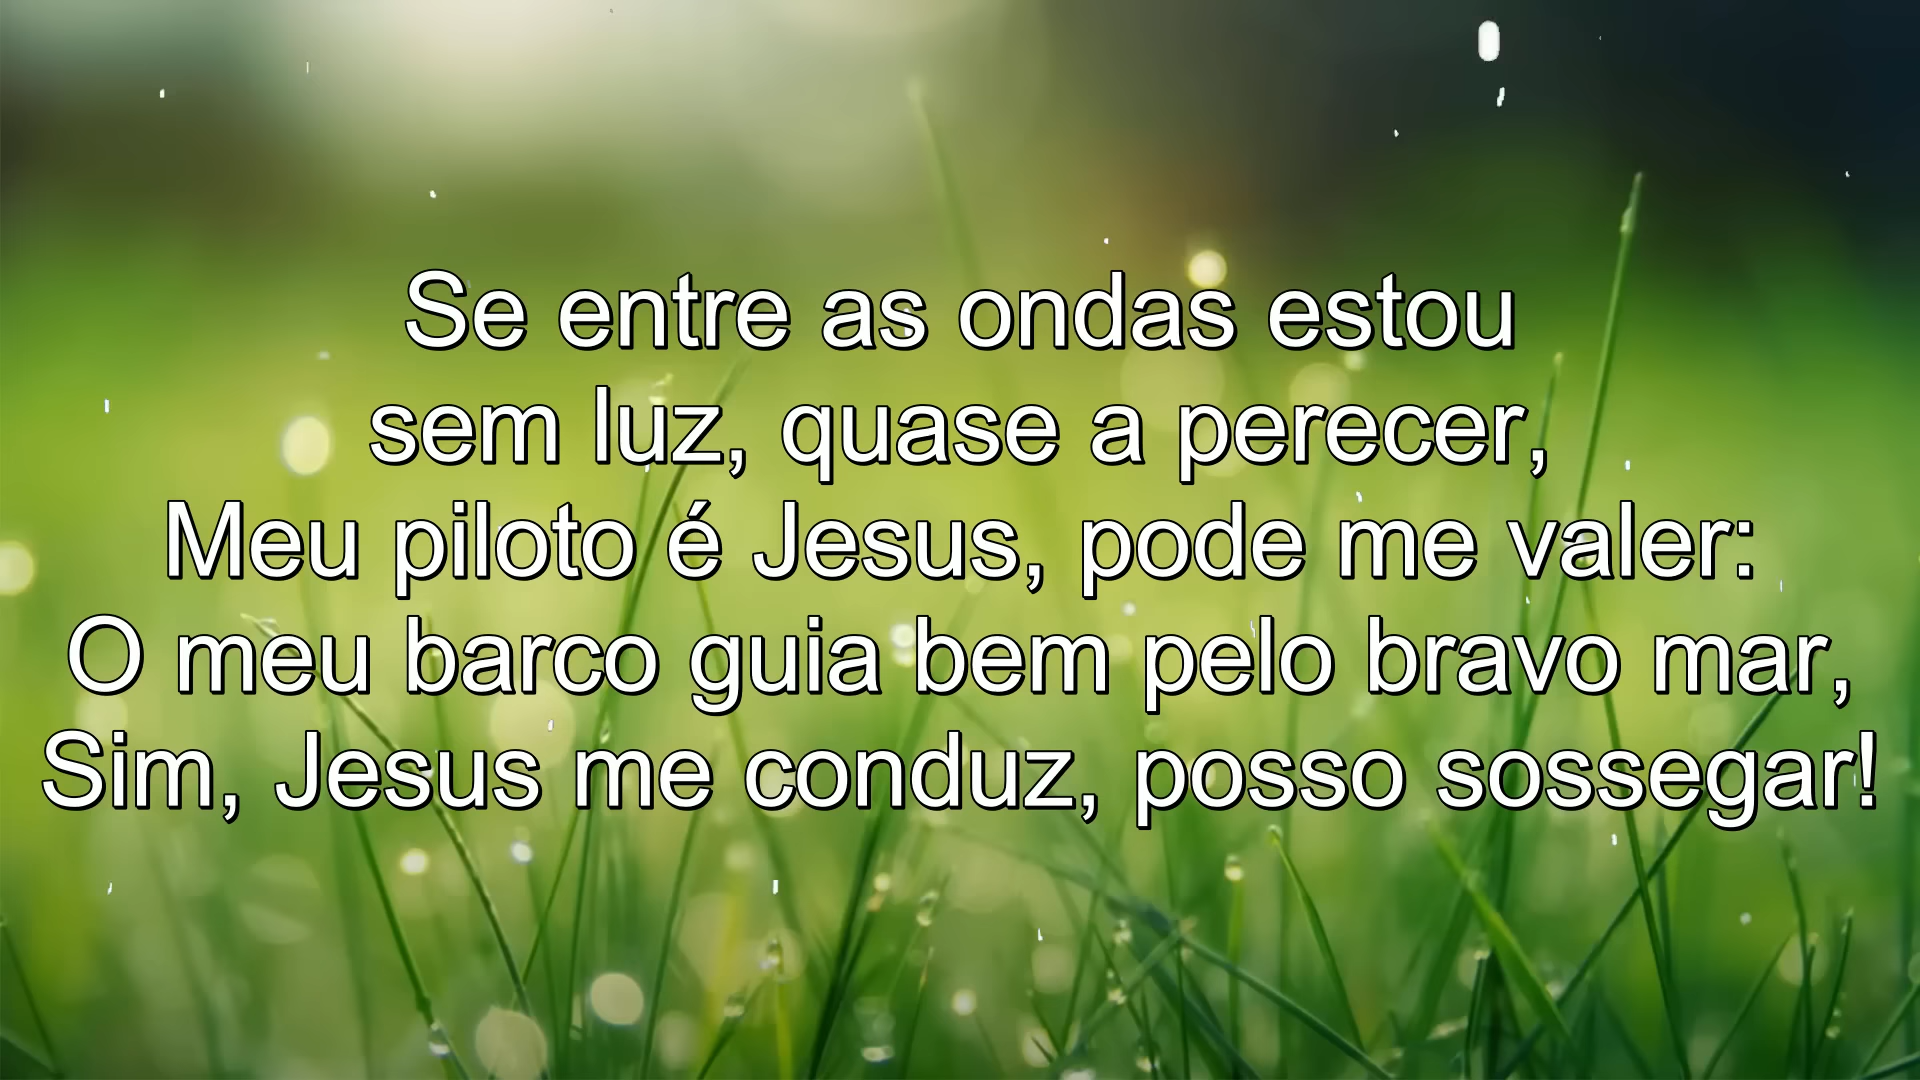 Se entre as ondas estou
sem luz, quase a perecer,
Meu piloto é Jesus, pode me valer:
O meu barco guia bem pelo bravo mar,
Sim, Jesus me conduz, posso sossegar!